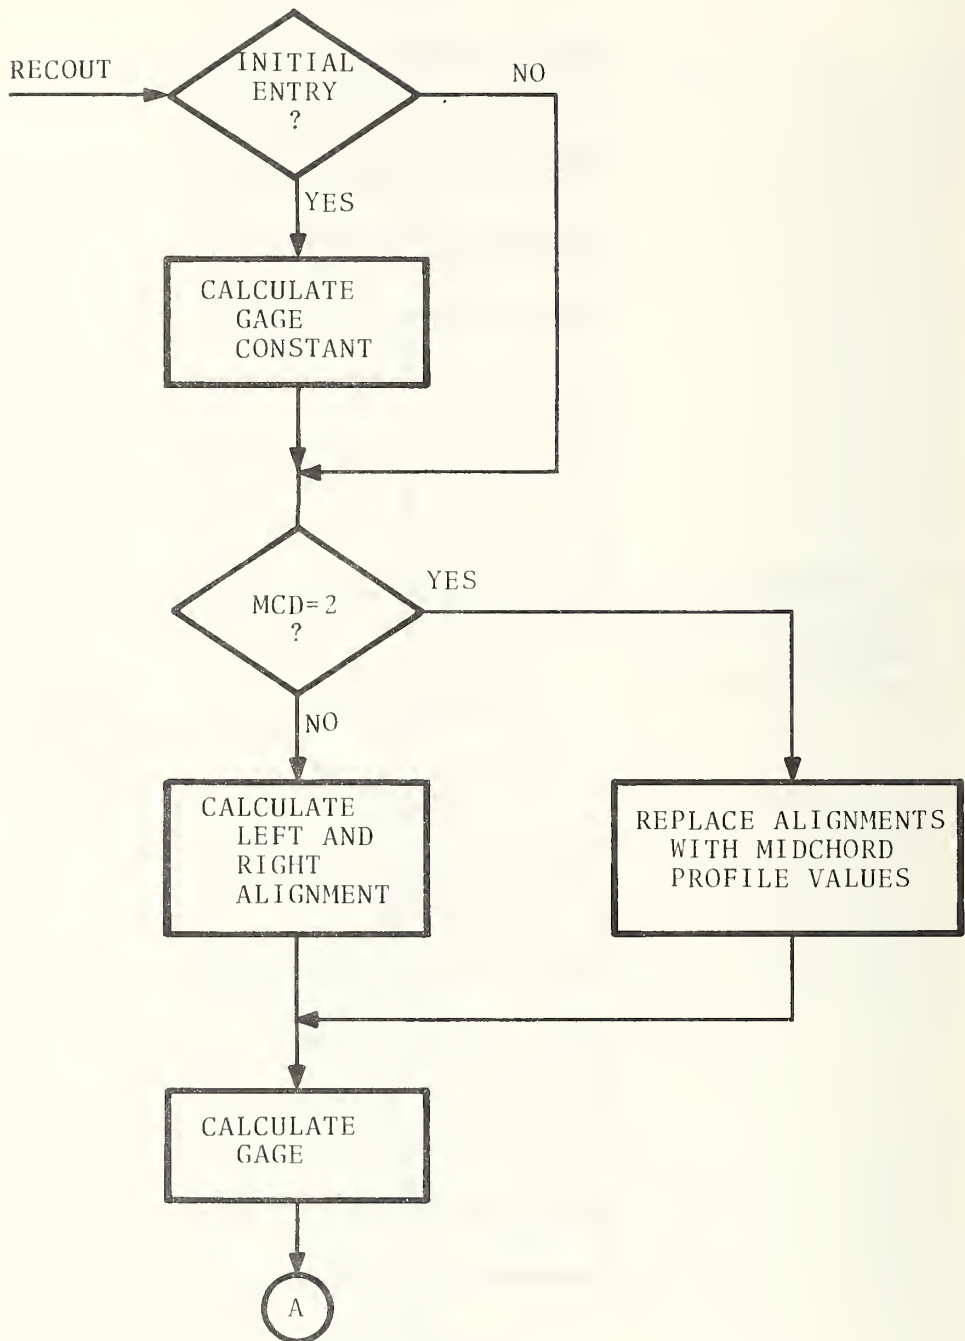 RECOUT
INITIAL
ENTRY
?
NO
YES
CALCULATE
GAGE
CONSTANT
MCD=2
?
YES
NO
CALCULATE
LEFT AND
RIGHT
ALIGNMENT
REPLACE ALIGNMENTS
WITH MIDCHORD
PROFILE VALUES
CALCULATE
GAGE
A